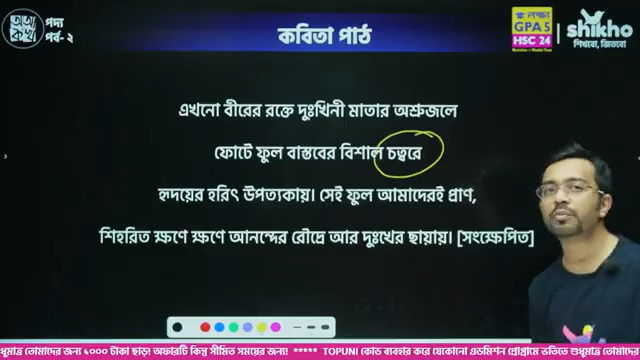 পদ্য
পর্ব- ২
কবিতা পাঠ
লক্ষ্য
GPA 5
HSC 24
shikho
শিখবো, জিতবো
এখনো বীরের রক্তে দুঃখিনী মাতার অশ্রুজলে
ফোটে ফুল বাস্তবের বিশাল চত্বরে
হৃদয়ের হরিৎ উপত্যকায়। সেই ফুল আমাদেরই প্রাণ,
শিহরিত ক্ষণে ক্ষণে আনন্দের রৌদ্রে আর দুঃখের ছায়ায়। [সংক্ষেপিত]
শুধুমাত্র তোমাদের জন্য ১০০০ টাকা ছাড়! অফারটি কিন্তু সীমিত সময়ের জন্য! ***** TOPUNI কোড ব্যবহার করে যেকোনো এডমিশন প্রোগ্রামে ভর্তিতে শুধুমাত্র তোমাদের